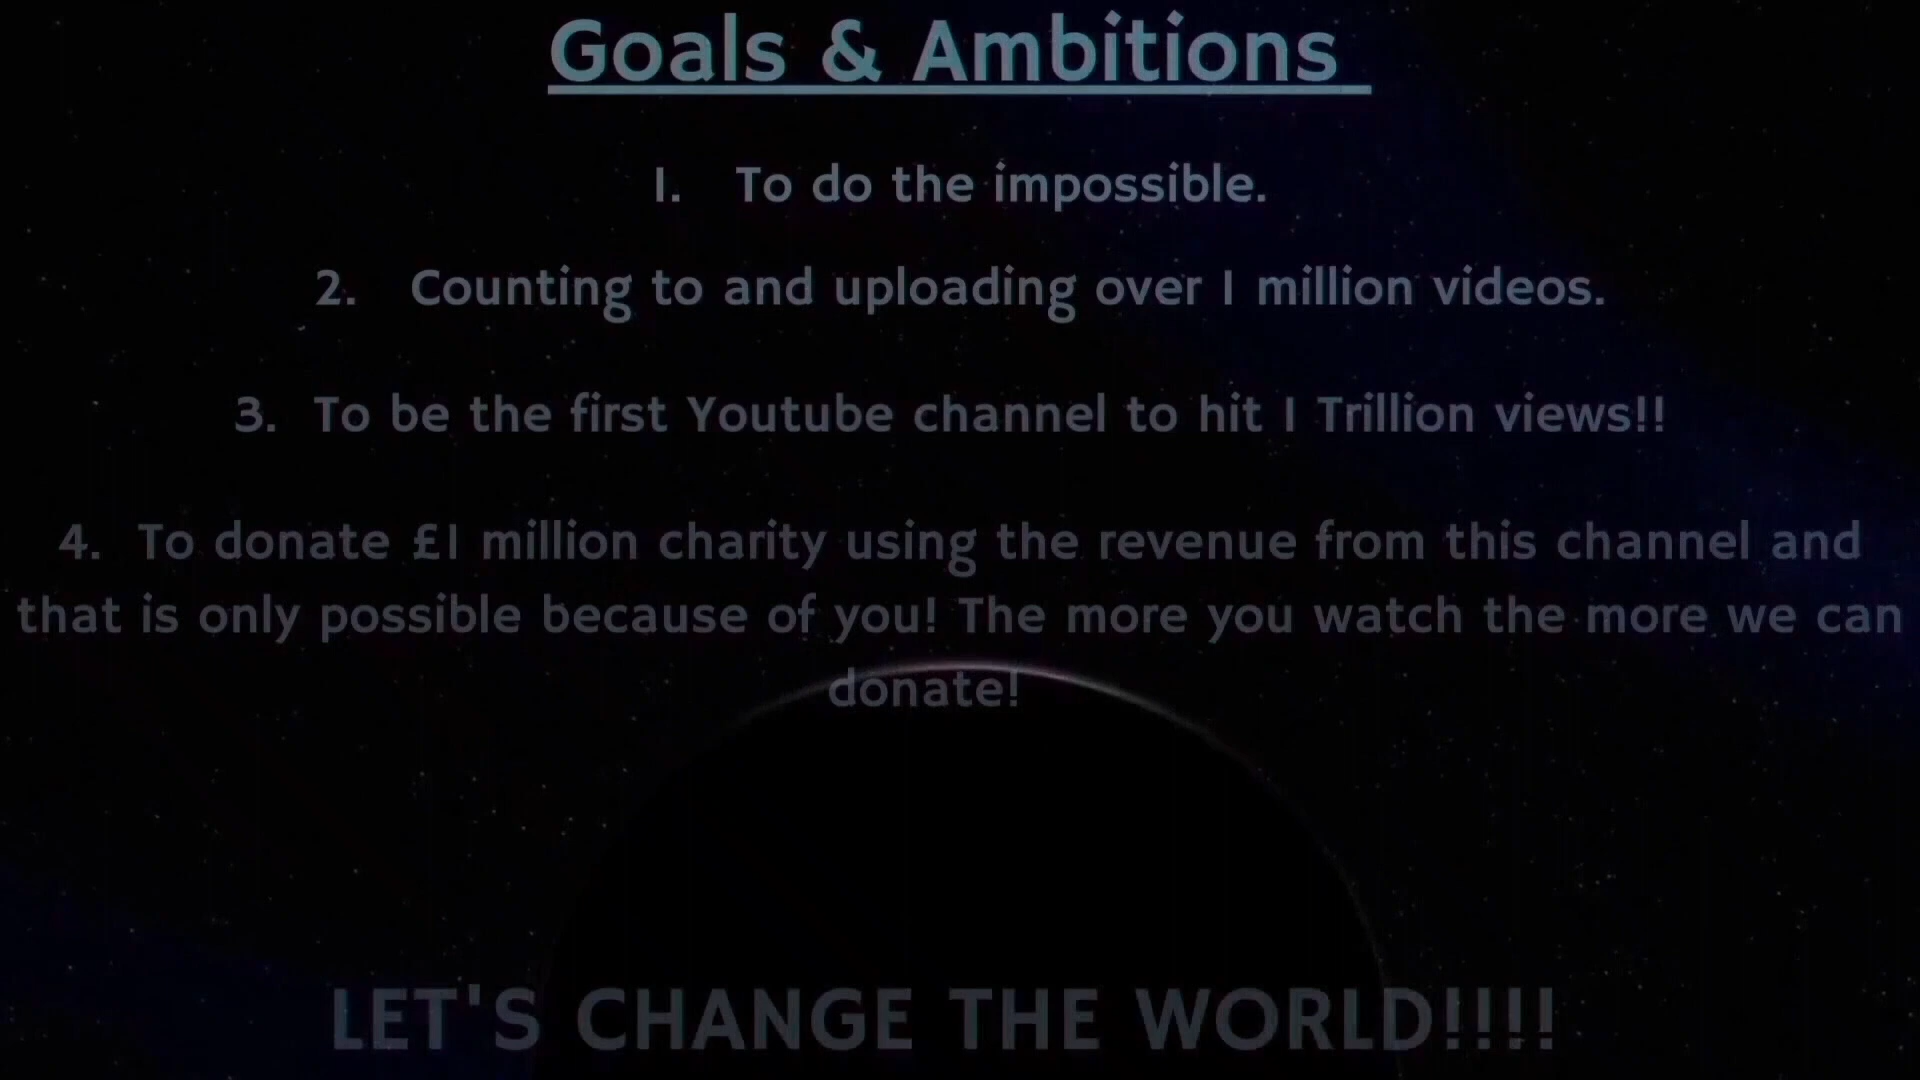 Goals & Ambitions
1. To do the impossible.
2. Counting to and uploading over 1 million videos.
3. To be the first Youtube channel to hit 1 Trillion views!!
4. To donate £1 million charity using the revenue from this channel and
that is only possible because of you! The more you watch the more we can
donate!
LET'S CHANGE THE WORLD!!!!